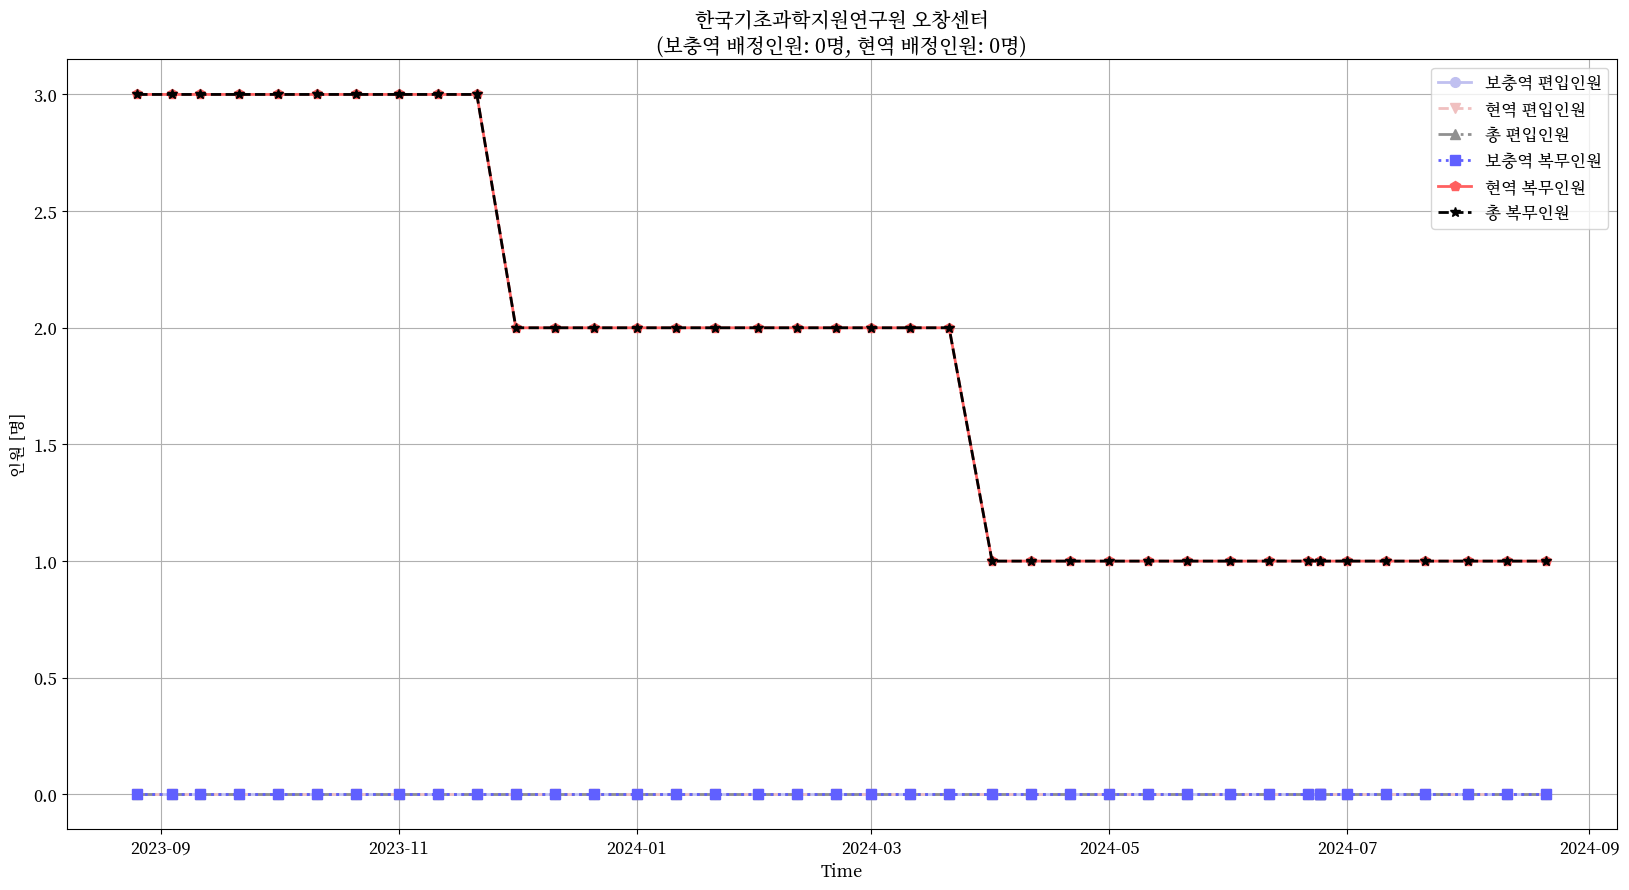 한국기초과학지원연구원 오창센터
(보충역 배정인원: 0명, 현역 배정인원: 0명)
보충역 편입인원
현역 편입인원
총 편입인원
보충역 복무인원
현역 복무인원
총 복무인원
인원 [명]
3.0
2.5
2.0
1.5
1.0
0.5
0.0
2023-09
2023-11
2024-01
2024-03
2024-05
2024-07
2024-09
Time